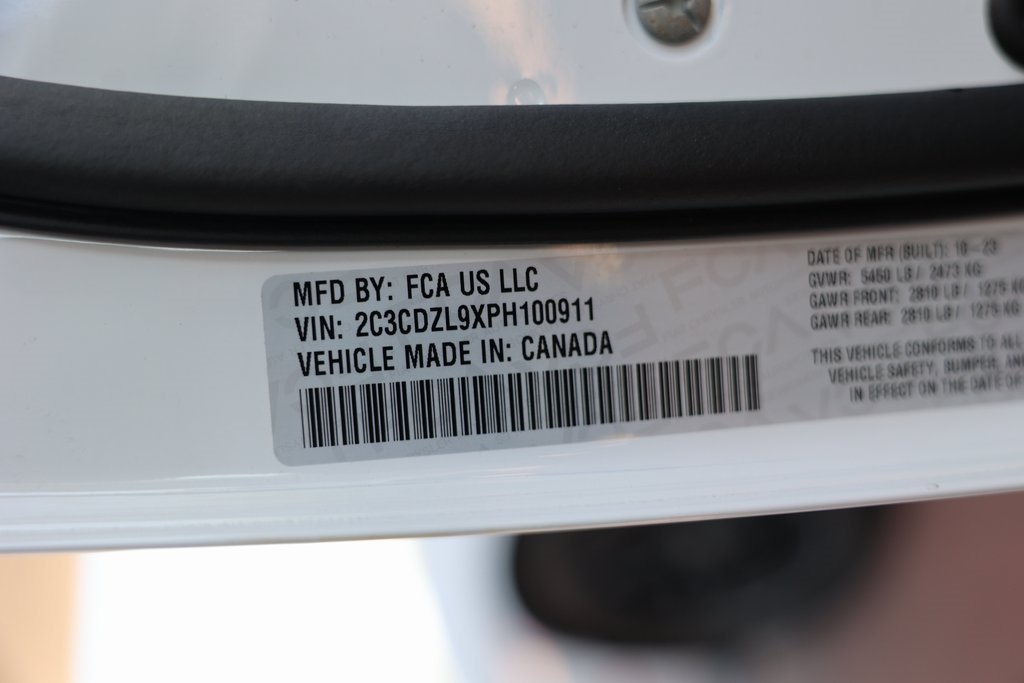 MFD BY: FCA US LLC
VIN: 2C3CDZL9XPH100911
VEHICLE MADE IN: CANADA
DATE OF MFR (BUILT): 10-23
GVWR: 5450 LB / 2473 KG
GAWR FRONT: 2810 LB / 1275 KG
GAWR REAR: 2810 LB / 1275 KG
THIS VEHICLE CONFORMS TO ALL
VEHICLE SAFETY, BUMPER, AND
IN EFFECT ON THE DATE OF